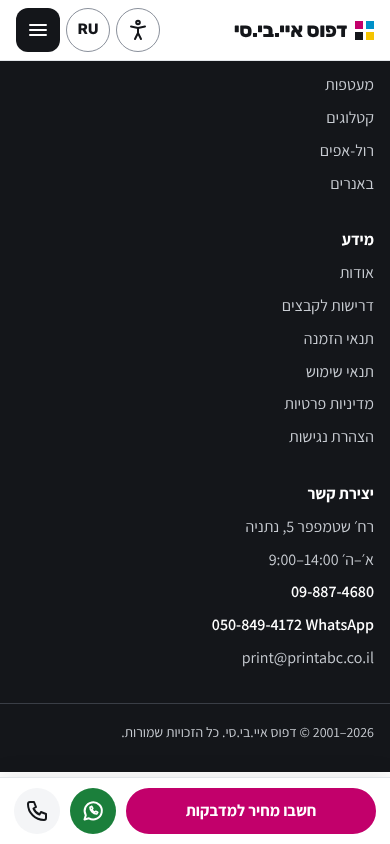 דפוס איי.בי.סי
RU
מעטפות
קטלוגים
רול-אפים
באנרים
מידע
אודות
דרישות לקבצים
תנאי הזמנה
תנאי שימוש
מדיניות פרטיות
הצהרת נגישות
יצירת קשר
רח׳ שטמפפר 5, נתניה
א׳–ה׳ 9:00–14:00
09-887-4680
050-849-4172 WhatsApp
print@printabc.co.il
2001–2026 © דפוס איי.בי.סי. כל הזכויות שמורות.
חשבו מחיר למדבקות